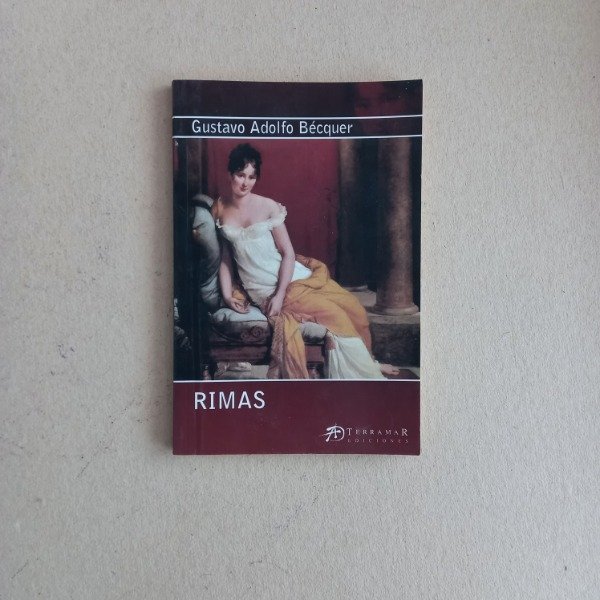 Gustavo Adolfo Bécquer
RIMAS
TERRAMAR
EDICIONES